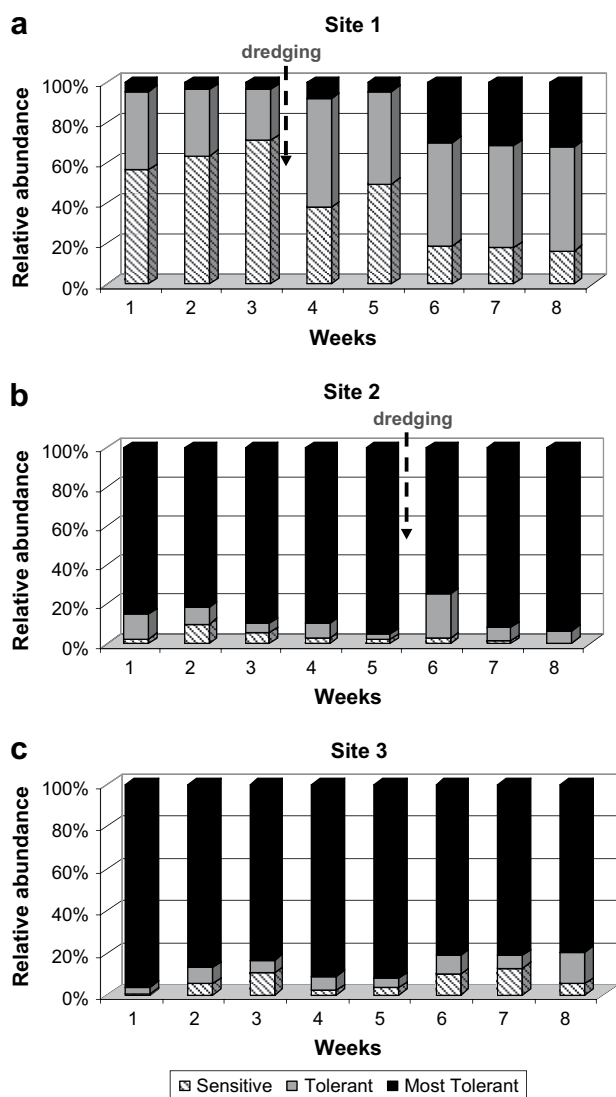 a
Site 1
dredging
100%
80%
60%
40%
20%
0%
Relative abundance
1 2 3 4 5 6 7 8
Weeks
b
Site 2
dredging
100%
80%
60%
40%
20%
0%
Relative abundance
1 2 3 4 5 6 7 8
Weeks
c
Site 3
100%
80%
60%
40%
20%
0%
Relative abundance
1 2 3 4 5 6 7 8
Weeks
Sensitive Tolerant Most Tolerant